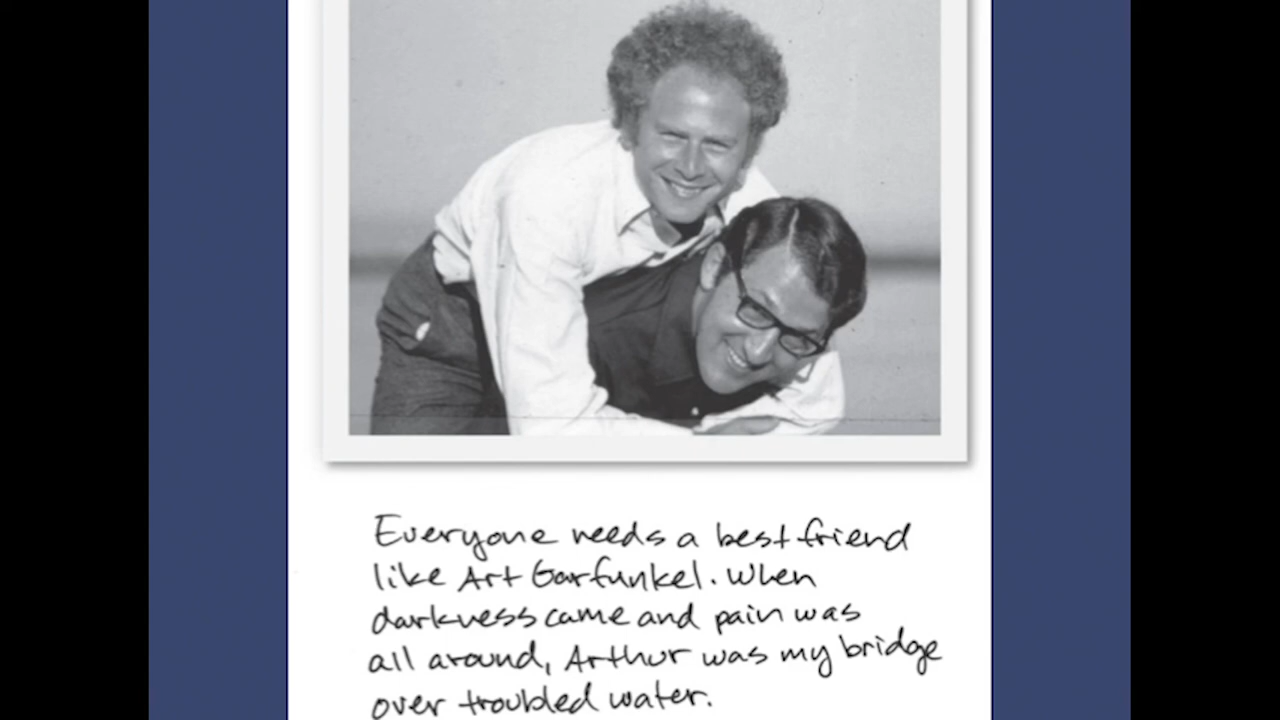 Everyone needs a best friend
like Art Garfunkel. When
darkness came and pain was
all around, Arthur was my bridge
over troubled water.